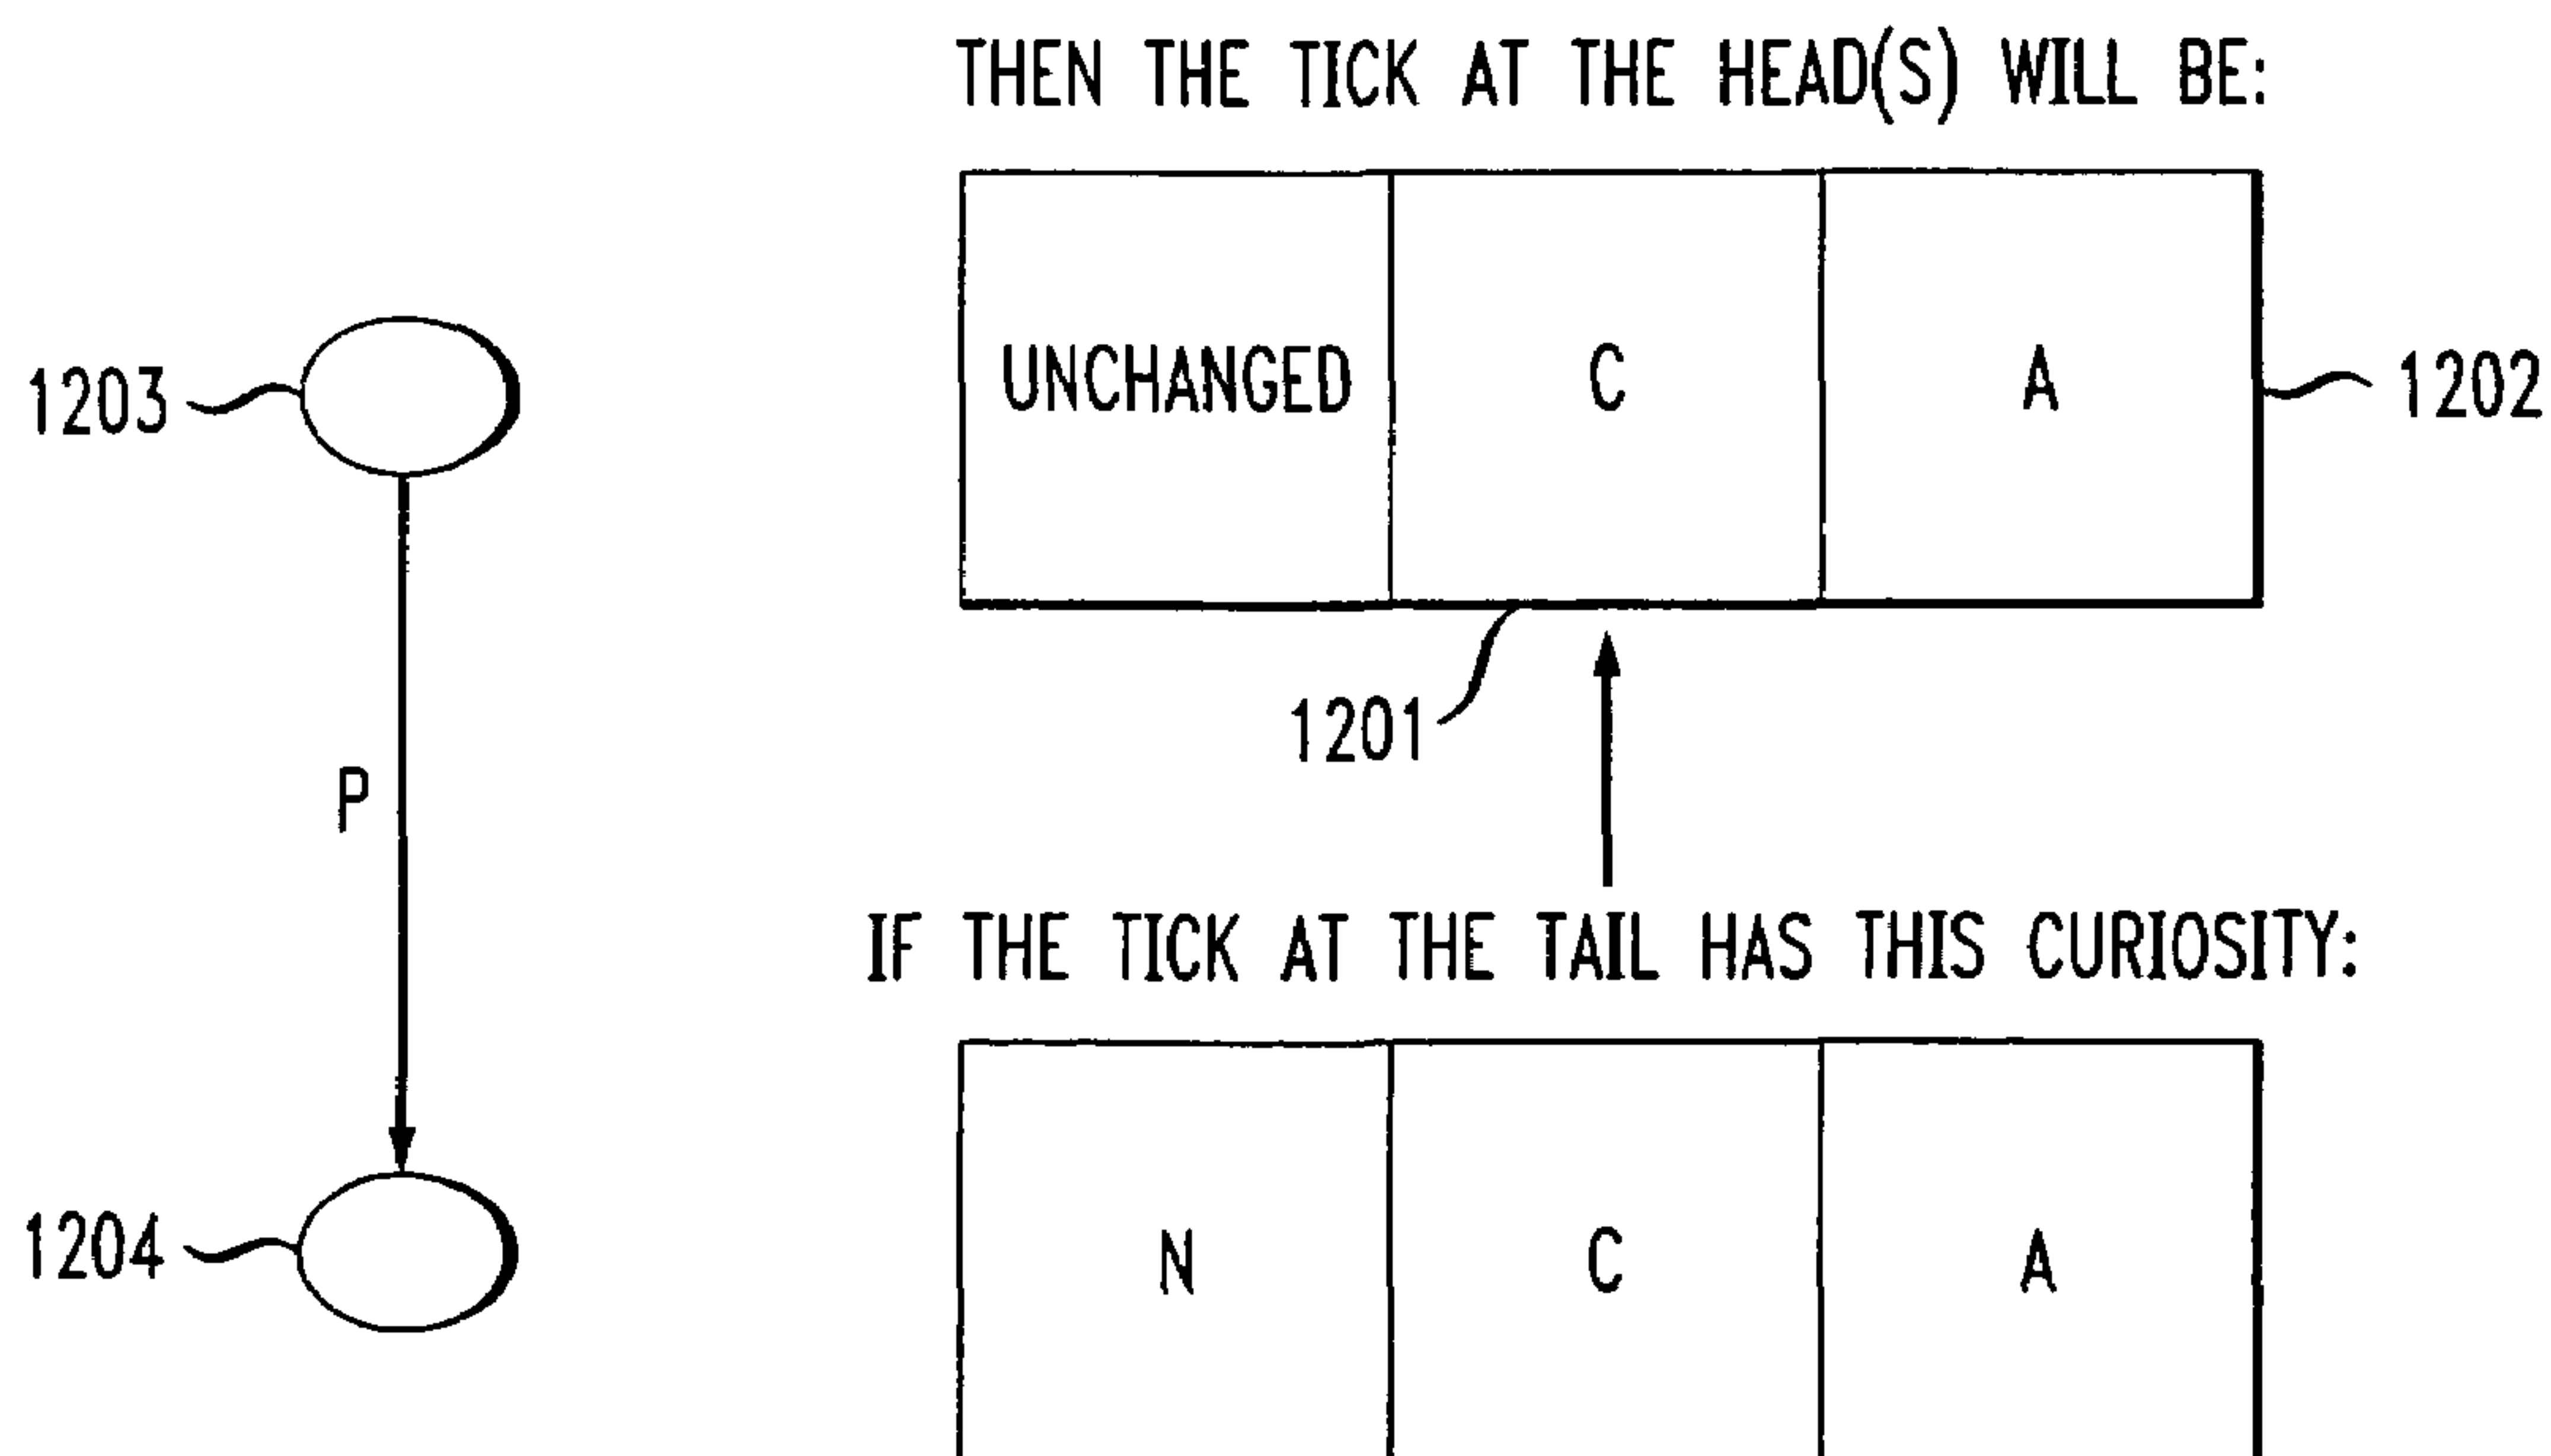 THEN THE TICK AT THE HEAD(S) WILL BE:
1203
UNCHANGED C A
1202
1201
P
IF THE TICK AT THE TAIL HAS THIS CURIOSITY:
1204
N C A